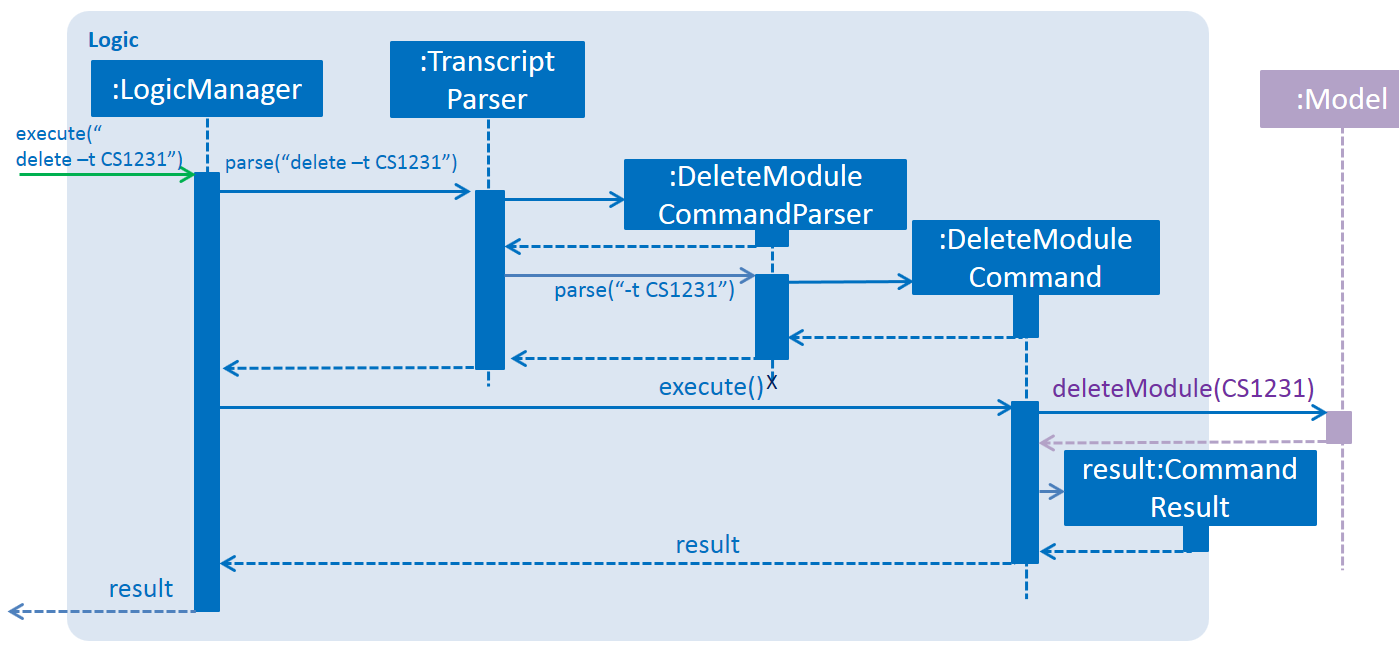 Logic
:LogicManager
:Transcript
Parser
:Model
execute(“
delete –t CS1231”)
parse(“delete –t CS1231”)
:DeleteModule
CommandParser
:DeleteModule
Command
parse(“-t CS1231”)
execute()
X
deleteModule(CS1231)
result:Command
Result
result
result